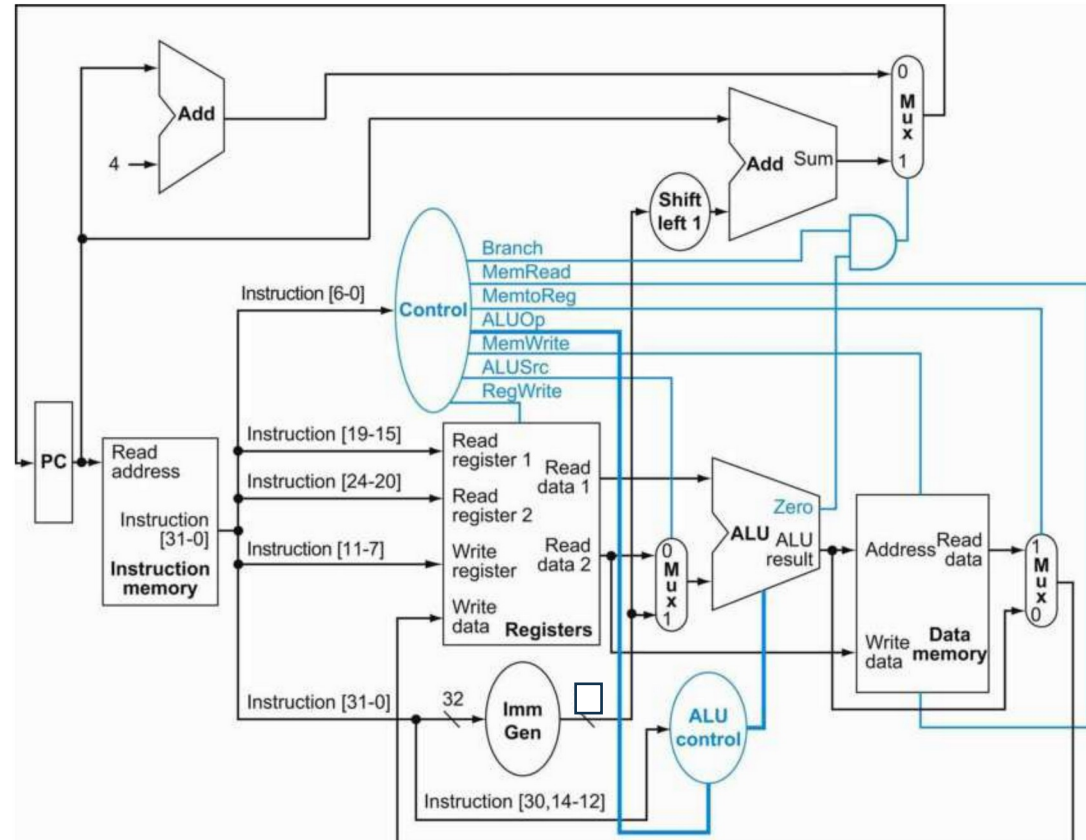 0
M
u
x
1
Add
4
Add Sum
Shift
left 1
Branch
MemRead
MemtoReg
ALUOp
MemWrite
ALUSrc
RegWrite
Control
Instruction [6-0]
PC
Read
address
Instruction
[31-0]
Instruction
memory
Instruction [19-15]
Instruction [24-20]
Instruction [11-7]
Read
register 1
Read
register 2
Write
register
Write
data
Read
data 1
Read
data 2
Registers
0
M
u
x
1
Zero
ALU
ALU
result
Address
Read
data
Write
data
Data
memory
1
M
u
x
0
Instruction [31-0]
32
Imm
Gen
ALU
control
Instruction [30,14-12]